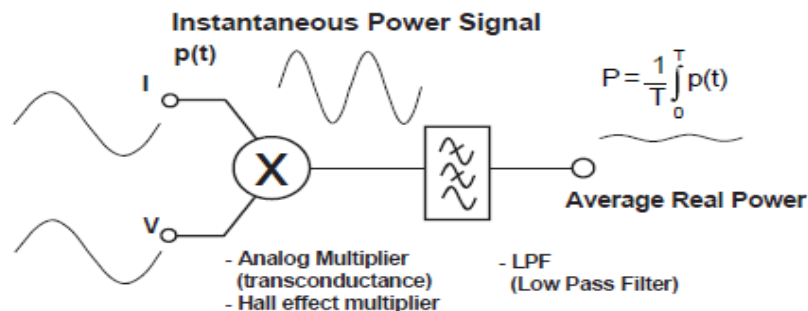 Instantaneous Power Signal
p(t)
I
P = 1/T ∫₀ᵀ p(t)
X
V
Average Real Power
- Analog Multiplier
(transconductance)
- Hall effect multiplier
- LPF
(Low Pass Filter)